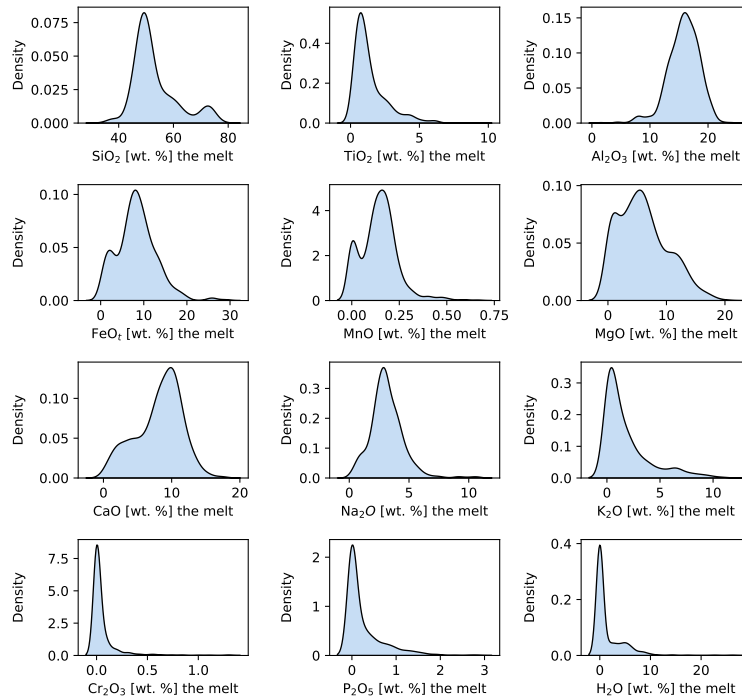 Density
0.075
0.050
0.025
0.000
40 60 80
SiO₂ [wt. %] the melt
Density
0.4
0.2
0.0
0 5 10
TiO₂ [wt. %] the melt
Density
0.15
0.10
0.05
0.00
0 10 20
Al₂O₃ [wt. %] the melt
Density
0.10
0.05
0.00
0 10 20 30
FeOₜ [wt. %] the melt
Density
4
2
0
0.00 0.25 0.50 0.75
MnO [wt. %] the melt
Density
0.10
0.05
0.00
0 10 20
MgO [wt. %] the melt
Density
0.15
0.10
0.05
0.00
0 10 20
CaO [wt. %] the melt
Density
0.3
0.2
0.1
0.0
0 5 10
Na₂O [wt. %] the melt
Density
0.3
0.2
0.1
0.0
0 5 10
K₂O [wt. %] the melt
Density
7.5
5.0
2.5
0.0
0.0 0.5 1.0
Cr₂O₃ [wt. %] the melt
Density
2
1
0
0 1 2 3
P₂O₅ [wt. %] the melt
Density
0.4
0.2
0.0
0 10 20
H₂O [wt. %] the melt